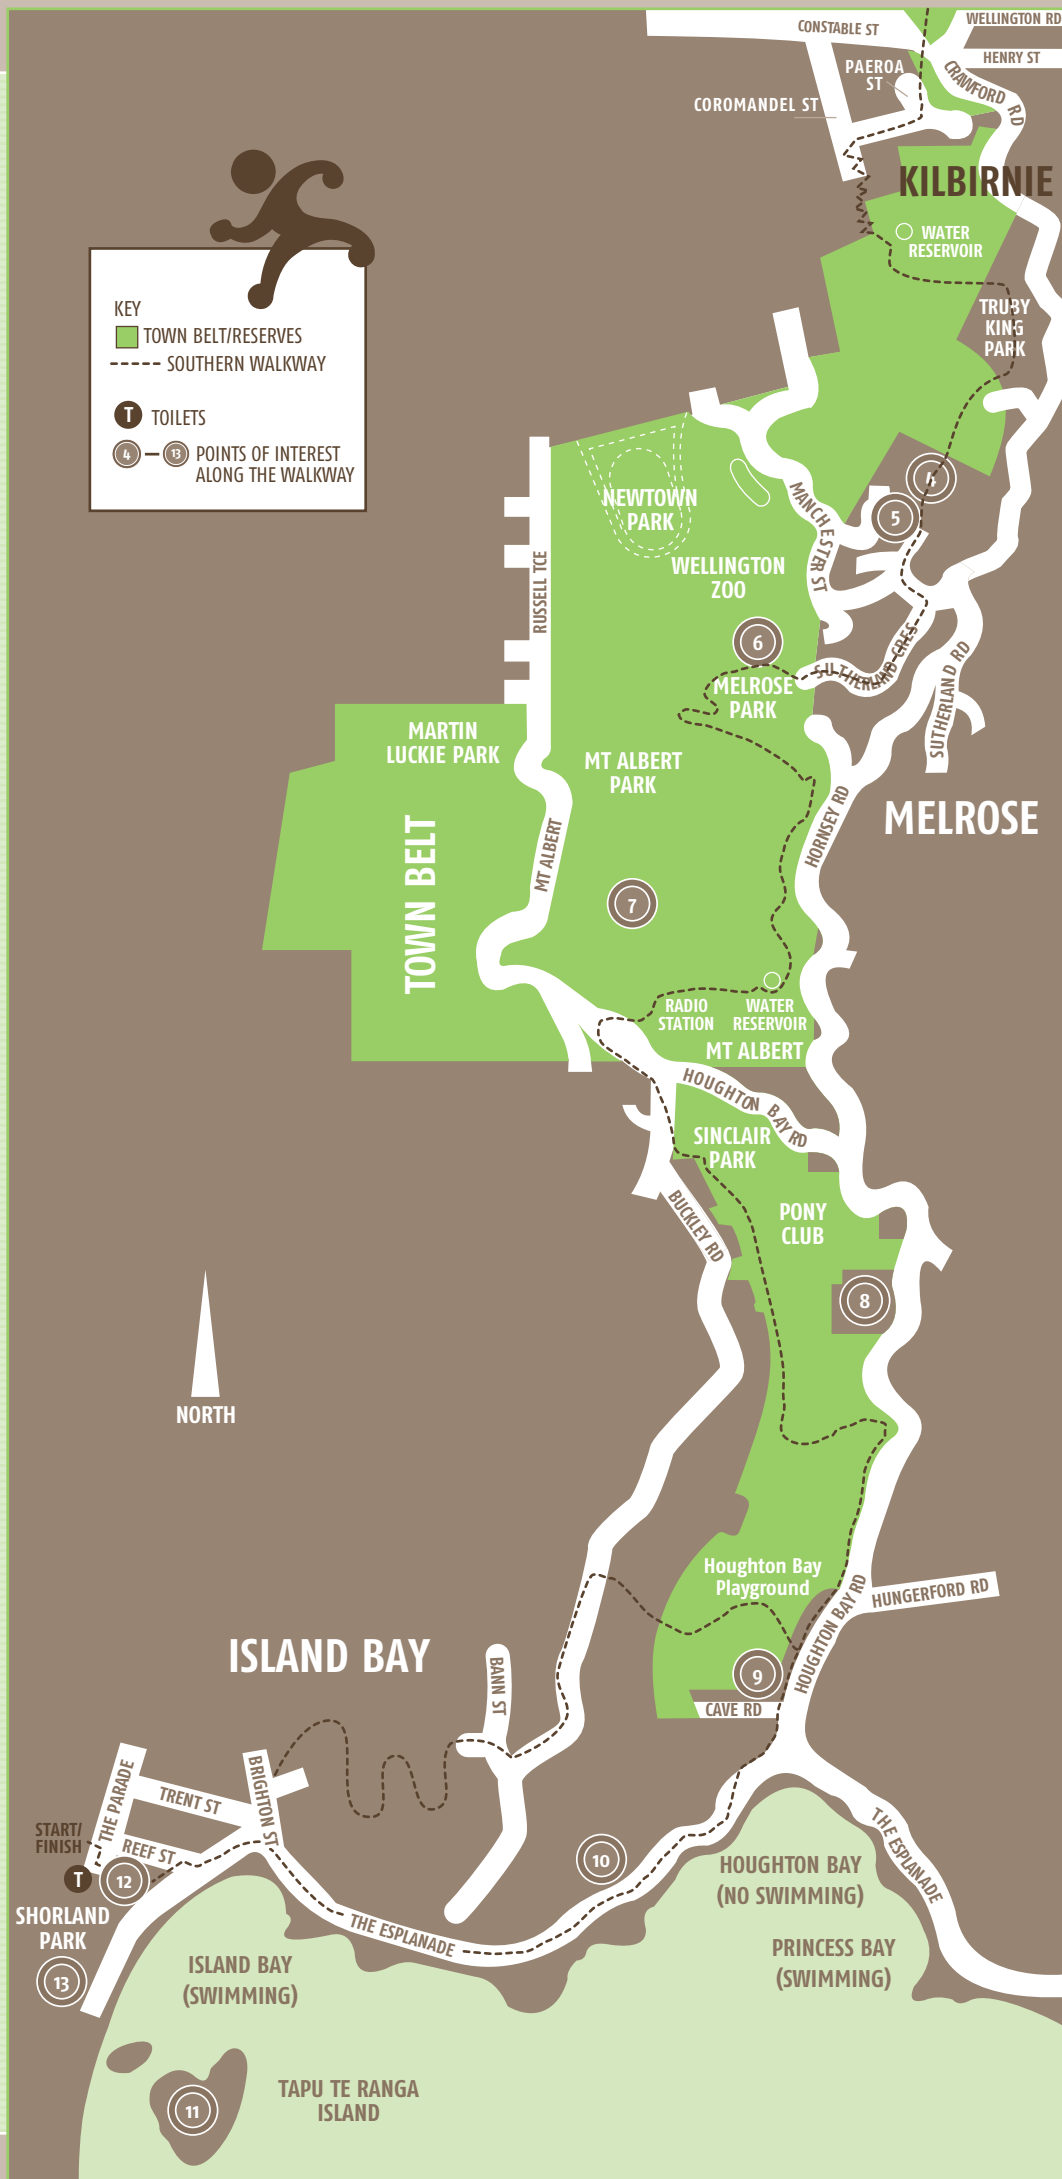 CONSTABLE ST
WELLINGTON RD
HENRY ST
PAEROA
ST
CRAWFORD RD
COROMANDEL ST
KILBIRNIE
WATER
RESERVOIR
TRUBY
KING
PARK
KEY
TOWN BELT/RESERVES
SOUTHERN WALKWAY
T TOILETS
4 – 13 POINTS OF INTEREST
ALONG THE WALKWAY
4
5
NEWTOWN
PARK
MANCHESTER ST
WELLINGTON
ZOO
RUSSELL TCE
6
SUTHERLAND CRES
MELROSE
PARK
SUTHERLAND RD
MARTIN
LUCKIE PARK
MT ALBERT
PARK
MELROSE
HORNSEY RD
MT ALBERT
TOWN BELT
7
RADIO
STATION
WATER
RESERVOIR
MT ALBERT
HOUGHTON BAY RD
SINCLAIR
PARK
BUCKLEY RD
PONY
CLUB
8
NORTH
Houghton Bay
Playground
HUNGERFORD RD
HOUGHTON BAY RD
ISLAND BAY
BANN ST
9
CAVE RD
THE PARADE
TRENT ST
BRIGHTON ST
START/
FINISH
REEF ST
T
12
10
SHORLAND
PARK
THE ESPLANADE
HOUGHTON BAY
(NO SWIMMING)
THE ESPLANADE
13
ISLAND BAY
(SWIMMING)
PRINCESS BAY
(SWIMMING)
11
TAPU TE RANGA
ISLAND